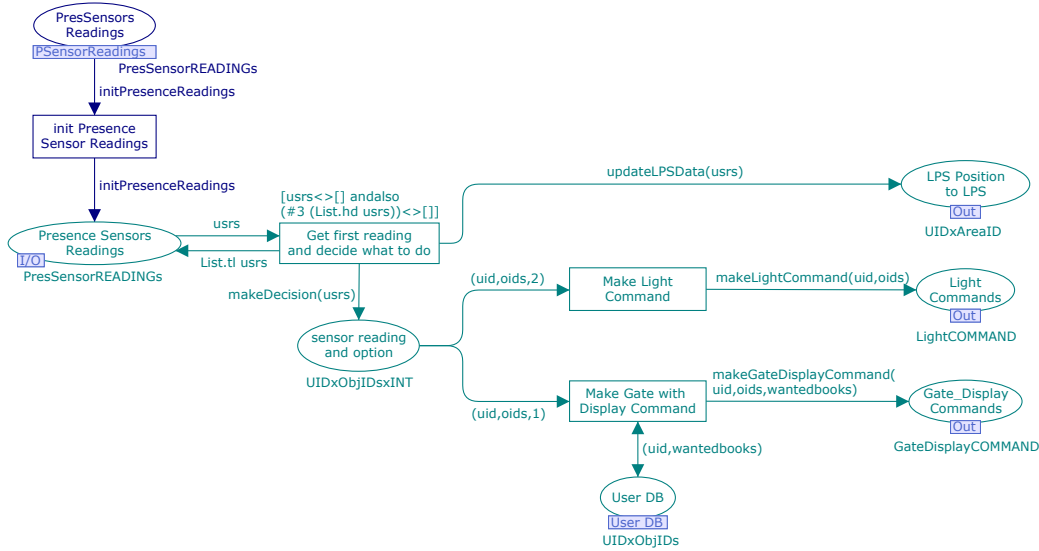 PresSensors
Readings
PSensorReadings
PresSensorREADINGs
initPresenceReadings
init Presence
Sensor Readings
initPresenceReadings
Presence Sensors
Readings
I/O
PresSensorREADINGs
usrs
List.tl usrs
[usrs<>[] andalso
(#3 (List.hd usrs))<>[]]
Get first reading
and decide what to do
updateLPSData(usrs)
LPS Position
to LPS
Out
UIDxAreaID
makeDecision(usrs)
sensor reading
and option
UIDxObjIDsxINT
(uid,oids,2)
Make Light
Command
makeLightCommand(uid,oids)
Light
Commands
Out
LightCOMMAND
(uid,oids,1)
Make Gate with
Display Command
makeGateDisplayCommand(
uid,oids,wantedbooks)
Gate_Display
Commands
Out
GateDisplayCOMMAND
(uid,wantedbooks)
User DB
User DB
UIDxObjIDs